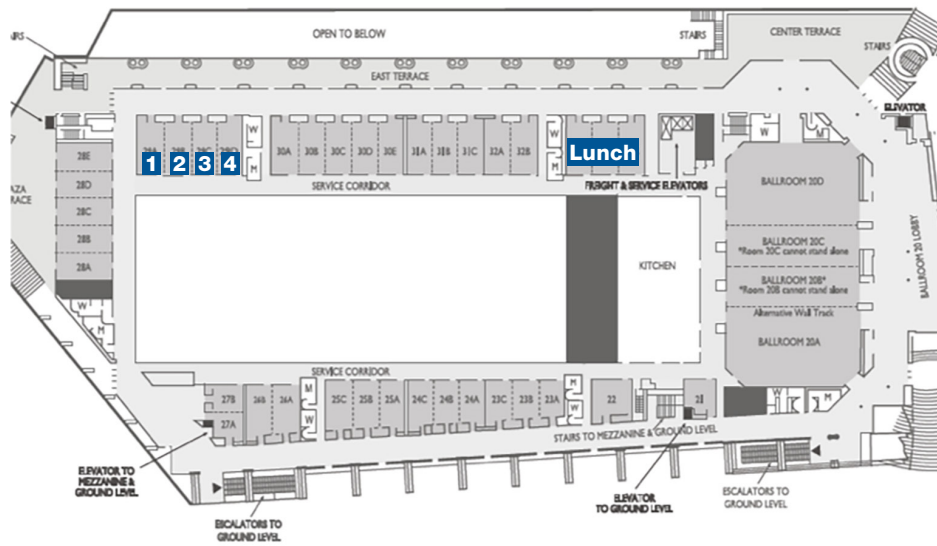 OPEN TO BELOW
STAIRS
CENTER TERRACE
STAIRS
EAST TERRACE
ELEVATOR
W
M
1
2
3
4
W
M
30A
30B
30C
30D
30E
31A
31B
31C
32A
32B
W
M
Lunch
FREIGHT & SERVICE ELEVATORS
SERVICE CORRIDOR
28E
28D
28C
28B
28A
W
M
BALLROOM 20D
BALLROOM 20C
*Room 20C cannot stand alone
BALLROOM 20B*
*Room 20B cannot stand alone
Alternative Wall Track
BALLROOM 20A
BALLROOM 20 LOBBY
KITCHEN
SERVICE CORRIDOR
27B
27A
26B
26A
M
W
25C
25B
25A
24C
24B
24A
23C
23B
23A
M
W
22
21
W
M
STAIRS TO MEZZANINE & GROUND LEVEL
ELEVATOR TO
MEZZANINE &
GROUND LEVEL
ESCALATORS TO
GROUND LEVEL
ELEVATOR
TO GROUND LEVEL
ESCALATORS TO
GROUND LEVEL